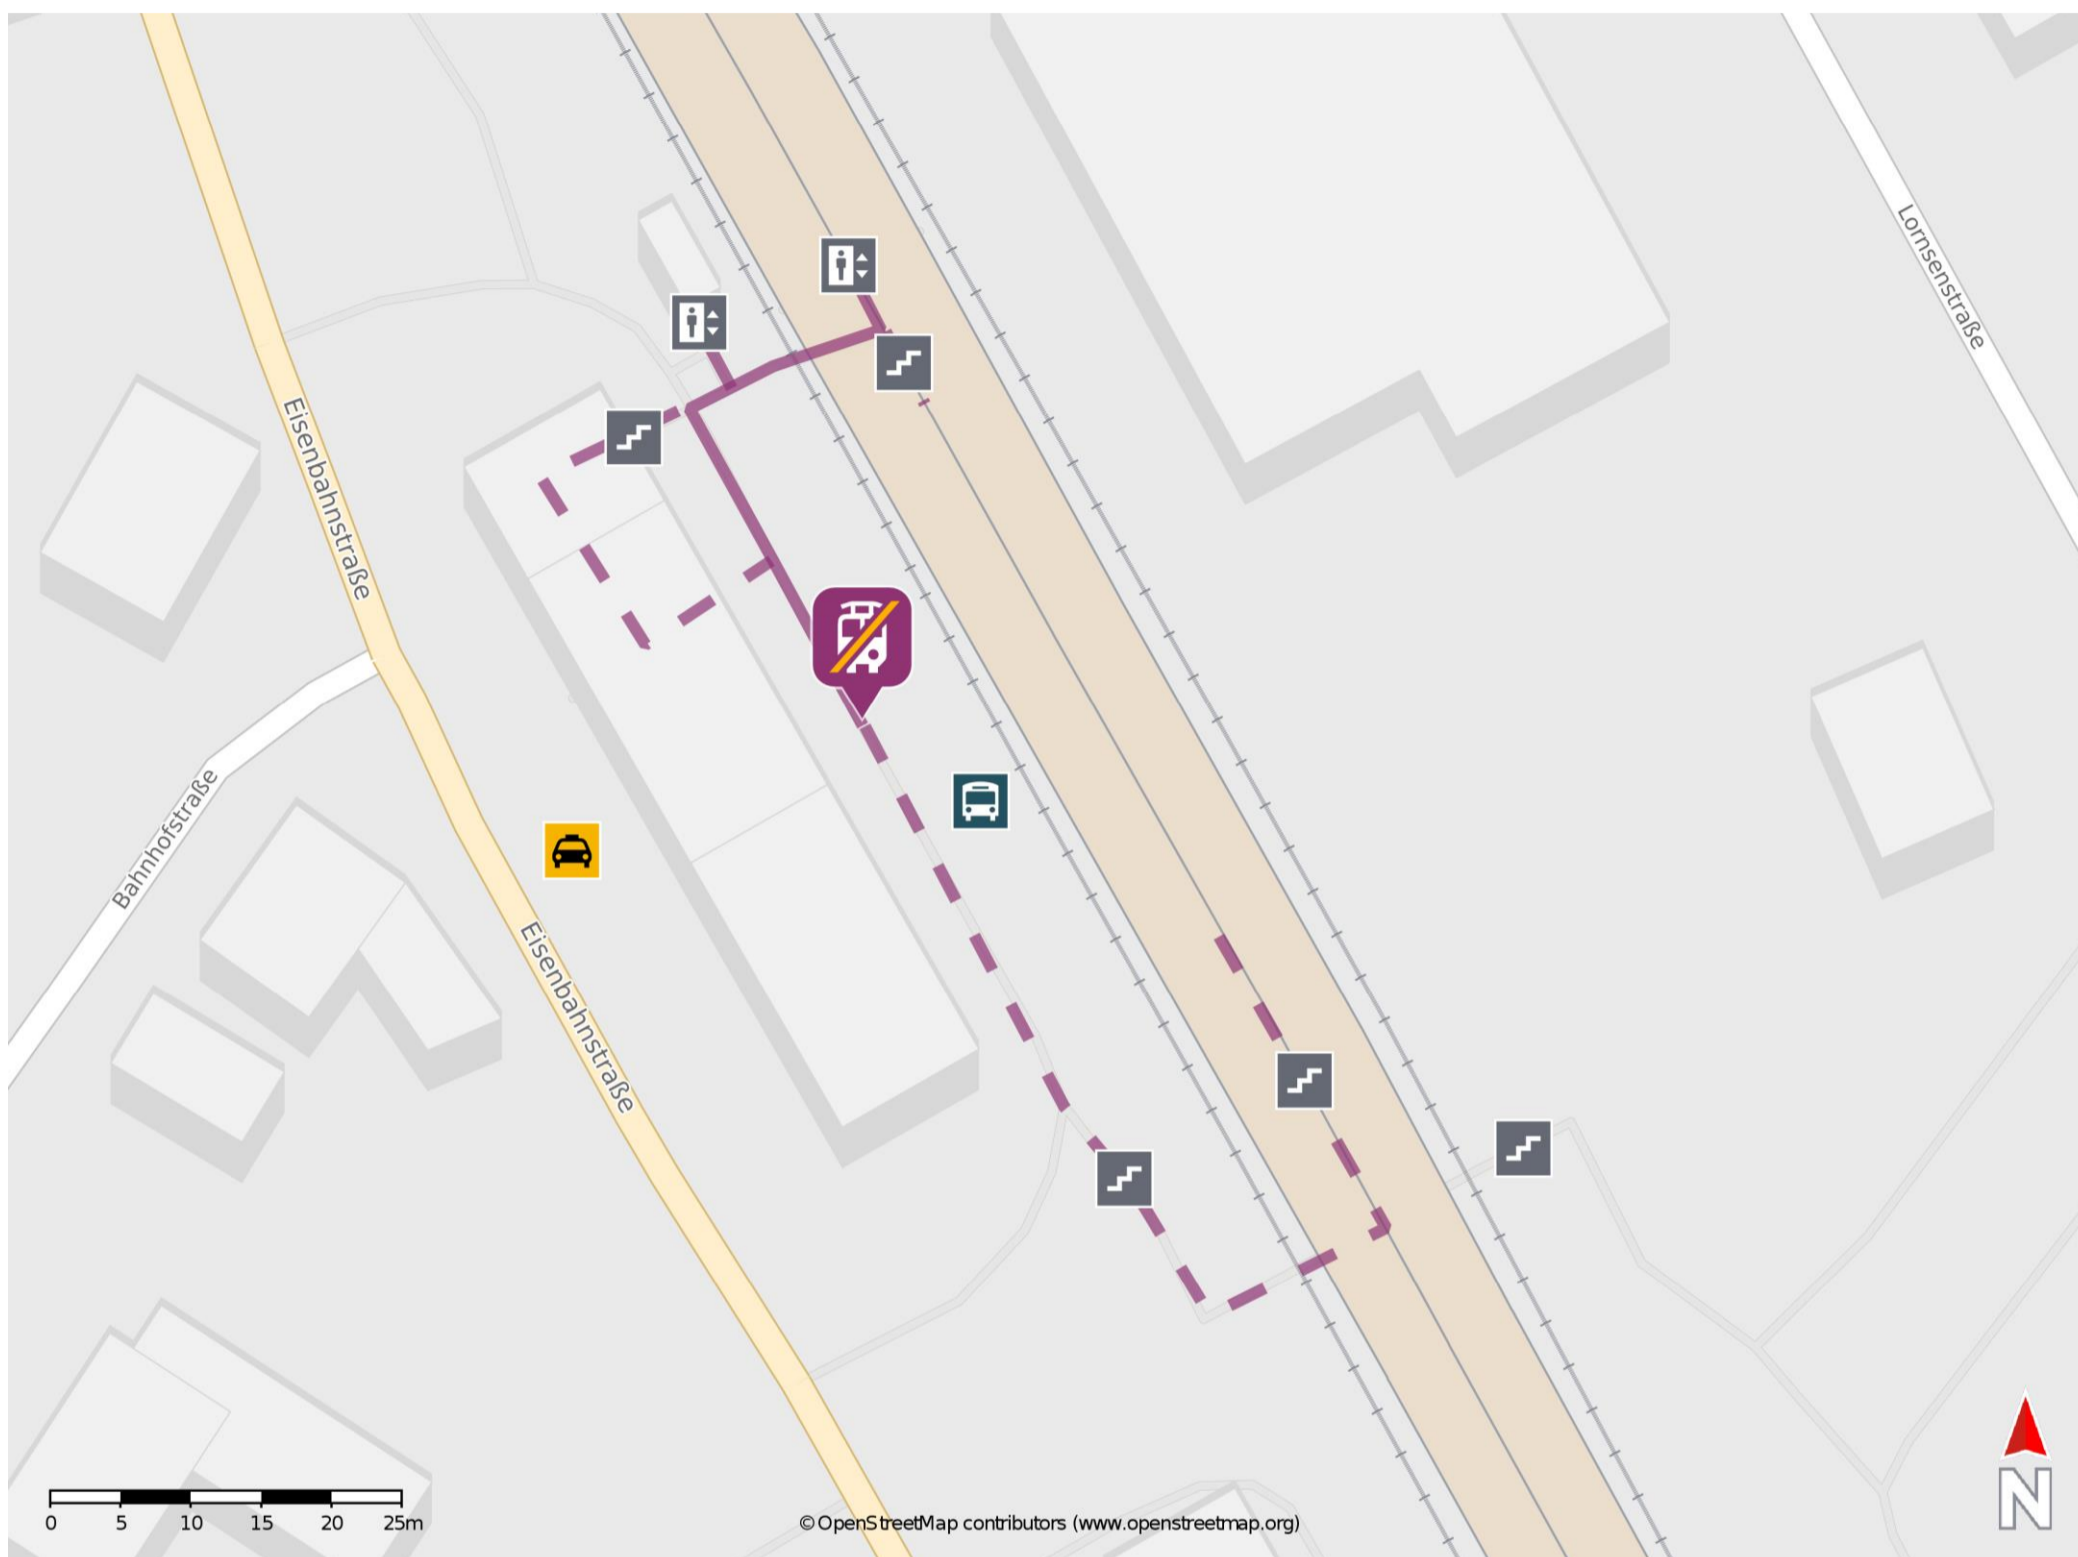 Lornsenstraße
Eisenbahnstraße
Bahnhofstraße
Eisenbahnstraße
0 5 10 15 20 25m
© OpenStreetMap contributors (www.openstreetmap.org)
N